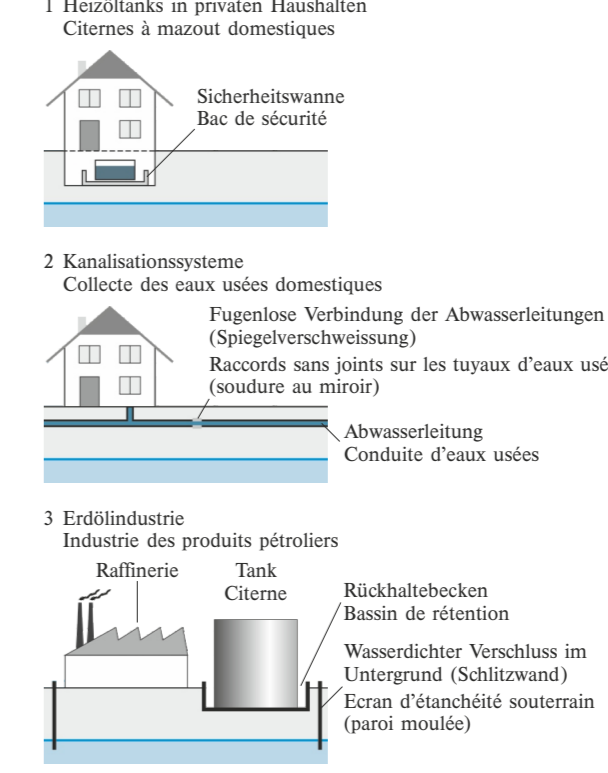 1 Heizöltanks in privaten Haushalten
Citernes à mazout domestiques
Sicherheitswanne
Bac de sécurité
2 Kanalisationssysteme
Collecte des eaux usées domestiques
Fugenlose Verbindung der Abwasserleitungen
(Spiegelverschweissung)
Raccords sans joints sur les tuyaux d'eaux usé
(soudure au miroir)
Abwasserleitung
Conduite d'eaux usées
3 Erdölindustrie
Industrie des produits pétroliers
Raffinerie
Tank
Citerne
Rückhaltebecken
Bassin de rétention
Wasserdichter Verschluss im
Untergrund (Schlitzwand)
Ecran d'étanchéité souterrain
(paroi moulée)